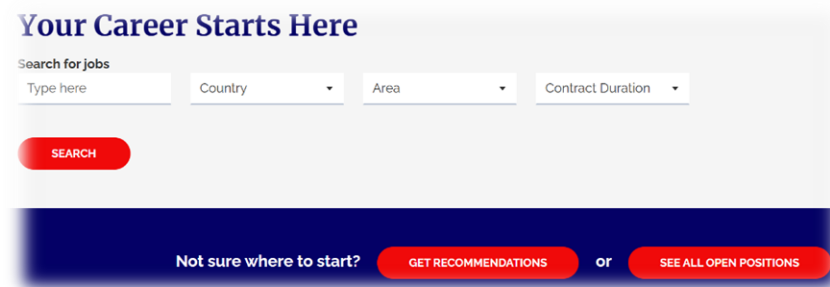 Your Career Starts Here
Search for jobs
Type here Country Area Contract Duration
SEARCH
Not sure where to start? GET RECOMMENDATIONS or SEE ALL OPEN POSITIONS